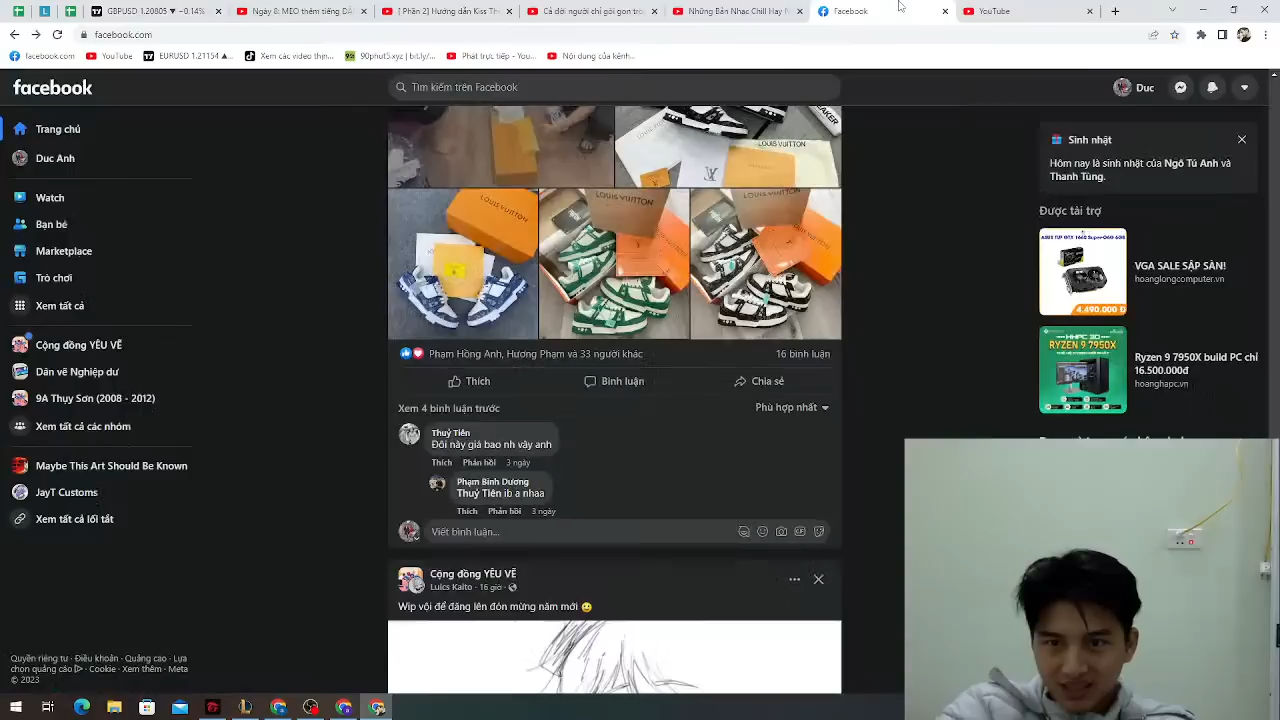 GBPUSD 1.20805 ▼ −0.14%
Ngày 8: MEO thêm tiếng
[ Phần 2] Hướng dẫn Kiss Th
Cả đời người chỉ gói gọn tro
Những Bản Nhạc Chill Hay
Facebook
YouTube
facebook.com
facebook.com
YouTube
EURUSD 1.21154 ▲...
Xem các video thịn...
90phut5.xyz | bit.ly/...
Phát trực tiếp - You...
Nội dung của kênh...
facebook
Tìm kiếm trên Facebook
Duc
Trang chủ
Duc Anh
Watch
Bạn bè
Marketplace
Trò chơi
Xem tất cả
Cộng đồng YÊU VẼ
Dân vẽ Nghiệp dư
9A Thụy Sơn (2008 - 2012)
Xem tất cả các nhóm
Maybe This Art Should Be Known
JayT Customs
Xem tất cả lối tắt
Quyền riêng tư · Điều khoản · Quảng cáo · Lựa
chọn quảng cáo · Cookie · Xem thêm · Meta
© 2023
LOUIS VUITTON
LOUIS VUITTON
LOUIS VUITTON
LOUIS VUITTON
Phạm Hồng Anh, Hương Phạm và 33 người khác
16 bình luận
Thích
Bình luận
Chia sẻ
Xem 4 bình luận trước
Phù hợp nhất
Thuỷ Tiên
Đôi này giá bao nh vậy anh
Thích Phản hồi 3 ngày
Phạm Bình Dương
Thuỷ Tiên ib a nhaa
Thích Phản hồi 3 ngày
Viết bình luận...
GIF
Cộng đồng YÊU VẼ
Luics Kaito · 16 giờ ·
Wip vội để đăng lên đón mừng năm mới
Sinh nhật
Hôm nay là sinh nhật của Ngô Tú Anh và
Thanh Tùng.
Được tài trợ
4.490.000 Đ
VGA SALE SẬP SÀN!
hoanglongcomputer.vn
RYZEN 9 7950X
Ryzen 9 7950X build PC chỉ
16.500.000đ
hoanghapc.vn